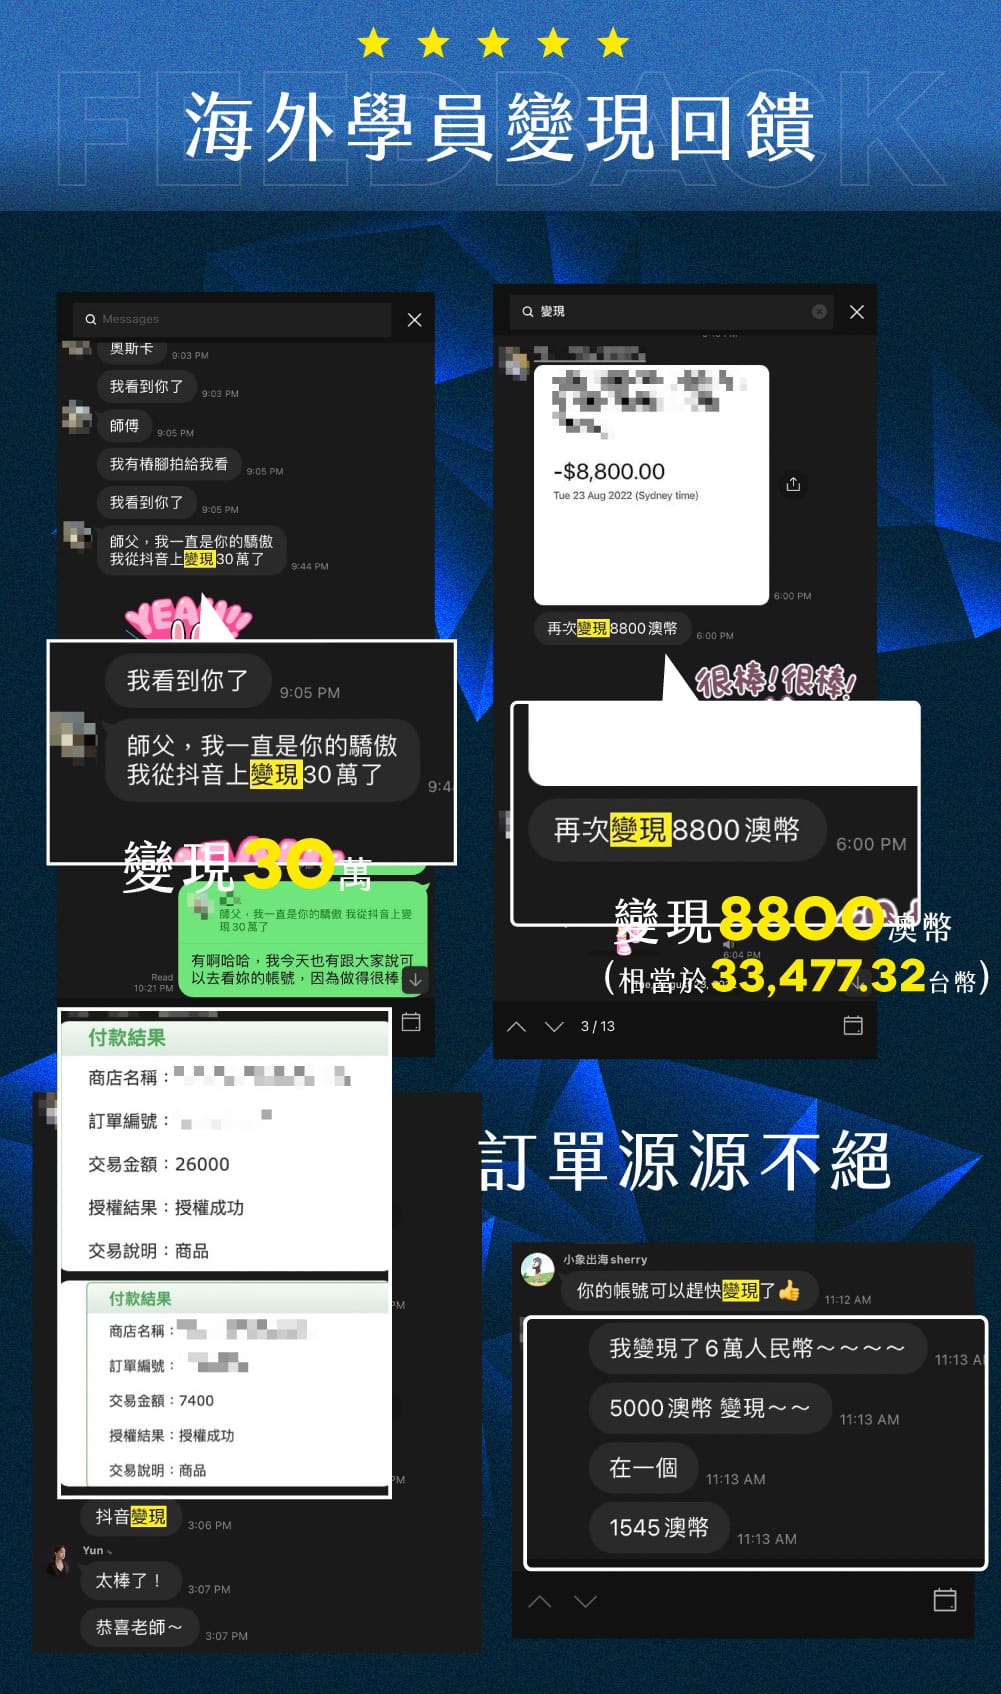 FEEDBACK
海外學員變現回饋
Messages
奧斯卡
9:03 PM
我看到你了
9:03 PM
師傅
9:05 PM
我有樁腳拍給我看
9:05 PM
我看到你了
9:05 PM
師父，我一直是你的驕傲
我從抖音上變現30萬了
9:44 PM
YEAH!!!
我看到你了
9:05 PM
師父，我一直是你的驕傲
我從抖音上變現30萬了
9:4
變現30萬
師父，我一直是你的驕傲 我從抖音上變
現30萬了
有啊哈哈，我今天也有跟大家說可
以去看妳的帳號，因為做得很棒
Read
10:21 PM
變現
-$8,800.00
Tue 23 Aug 2022 (Sydney time)
6:00 PM
再次變現8800澳幣
6:00 PM
很棒!很棒!
再次變現8800澳幣
6:00 PM
變現8800澳幣
6:04 PM
(相當於33,477.32台幣)
3/13
付款結果
商店名稱：
訂單編號：
交易金額：26000
授權結果：授權成功
交易說明：商品
付款結果
商店名稱：
訂單編號：
交易金額：7400
授權結果：授權成功
交易說明：商品
PM
PM
抖音變現
3:06 PM
Yun
太棒了！
3:07 PM
恭喜老師～
3:07 PM
訂單源源不絕
小象出海sherry
你的帳號可以趕快變現了👍
11:12 AM
我變現了6萬人民幣～～～～
11:13 A
5000澳幣 變現～～
11:13 AM
在一個
11:13 AM
1545澳幣
11:13 AM